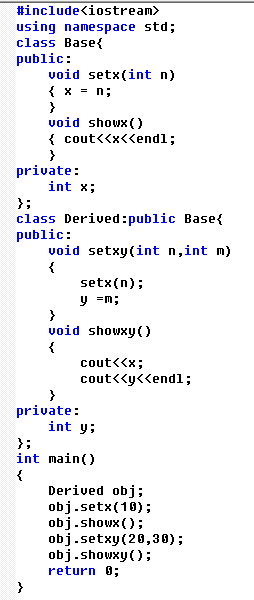 #include<iostream>
using namespace std;
class Base{
public:
    void setx(int n)
    { x = n;
    }
    void showx()
    { cout<<x<<endl;
    }
private:
    int x;
};
class Derived:public Base{
public:
    void setxy(int n,int m)
    {
        setx(n);
        y =m;
    }
    void showxy()
    {
        cout<<x;
        cout<<y<<endl;
    }
private:
    int y;
};
int main()
{
    Derived obj;
    obj.setx(10);
    obj.showx();
    obj.setxy(20,30);
    obj.showxy();
    return 0;
}